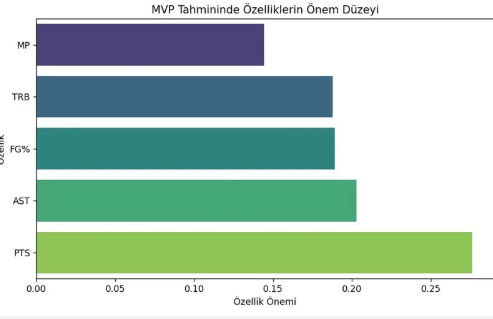 MVP Tahmininde Özelliklerin Önem Düzeyi
MP
TRB
FG%
AST
PTS
0.00 0.05 0.10 0.15 0.20 0.25
Özellik Önemi
Özellik